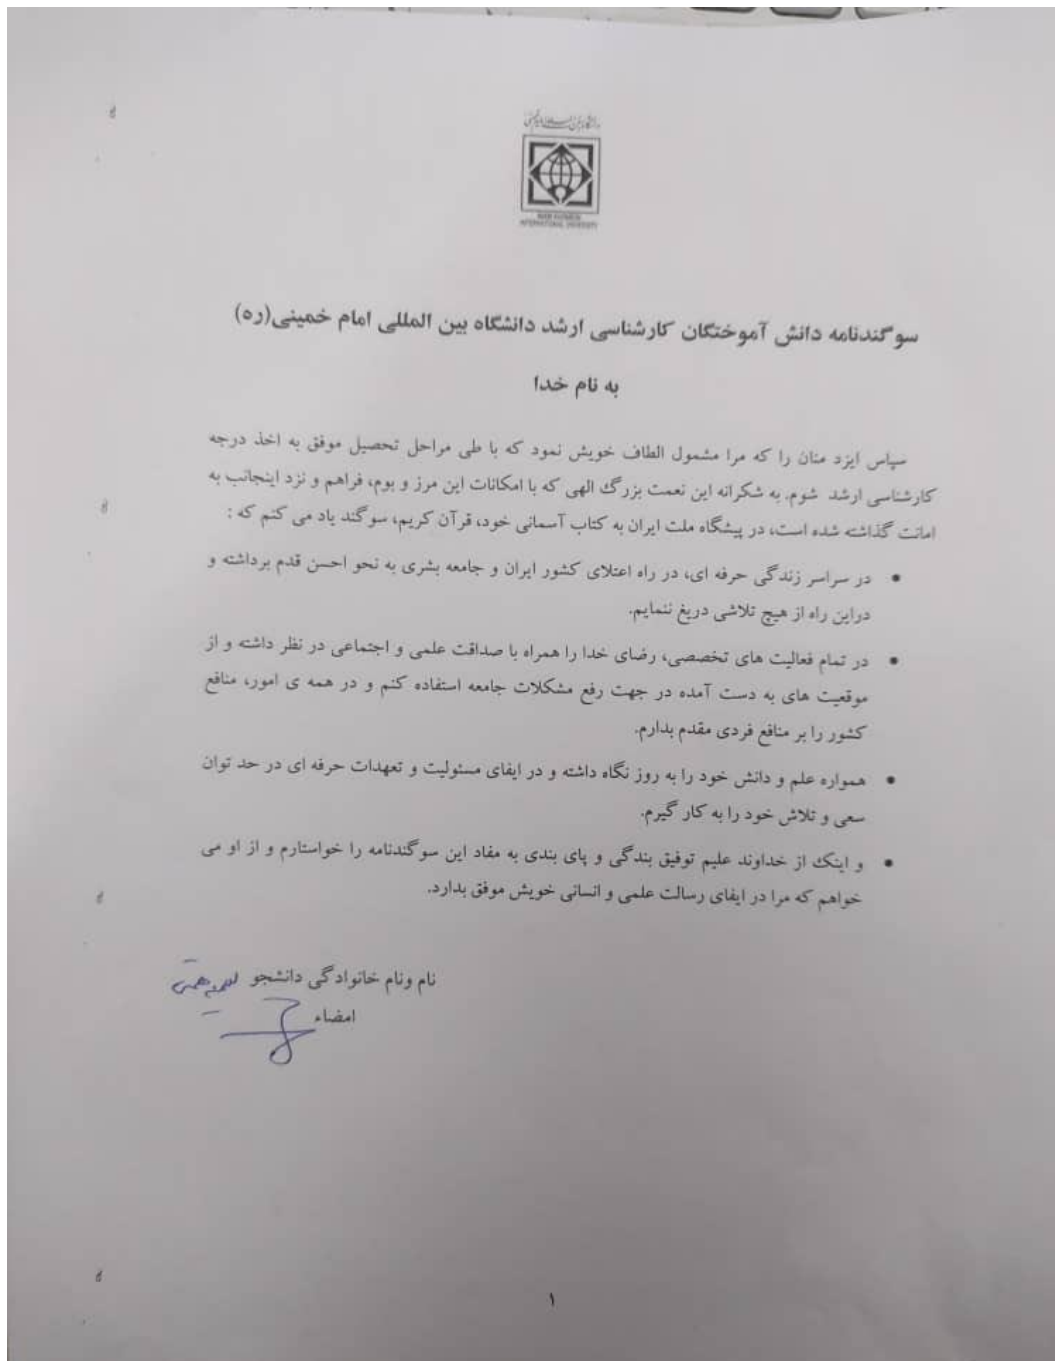 IMAM KHOMEINI
INTERNATIONAL UNIVERSITY
سوگندنامه دانش آموختگان کارشناسی ارشد دانشگاه بین المللی امام خمینی(ره)
به نام خدا
سپاس ایزد منان را که مرا مشمول الطاف خویش نمود که با طی مراحل تحصیل موفق به اخذ درجه
کارشناسی ارشد شوم. به شکرانه این نعمت بزرگ الهی که با امکانات این مرز و بوم، فراهم و نزد اینجانب به
امانت گذاشته شده است، در پیشگاه ملت ایران به کتاب آسمانی خود، قرآن کریم، سوگند یاد می کنم که :
• در سراسر زندگی حرفه ای، در راه اعتلای کشور ایران و جامعه بشری به نحو احسن قدم برداشته و
دراین راه از هیچ تلاشی دریغ ننمایم.
• در تمام فعالیت های تخصصی، رضای خدا را همراه با صداقت علمی و اجتماعی در نظر داشته و از
موقعیت های به دست آمده در جهت رفع مشکلات جامعه استفاده کنم و در همه ی امور، منافع
کشور را بر منافع فردی مقدم بدارم.
• همواره علم و دانش خود را به روز نگاه داشته و در ایفای مسئولیت و تعهدات حرفه ای در حد توان
سعی و تلاش خود را به کار گیرم.
• و اینک از خداوند علیم توفیق بندگی و پای بندی به مفاد این سوگندنامه را خواستارم و از او می
خواهم که مرا در ایفای رسالت علمی و انسانی خویش موفق بدارد.
نام ونام خانوادگی دانشجو
امضاء
۱